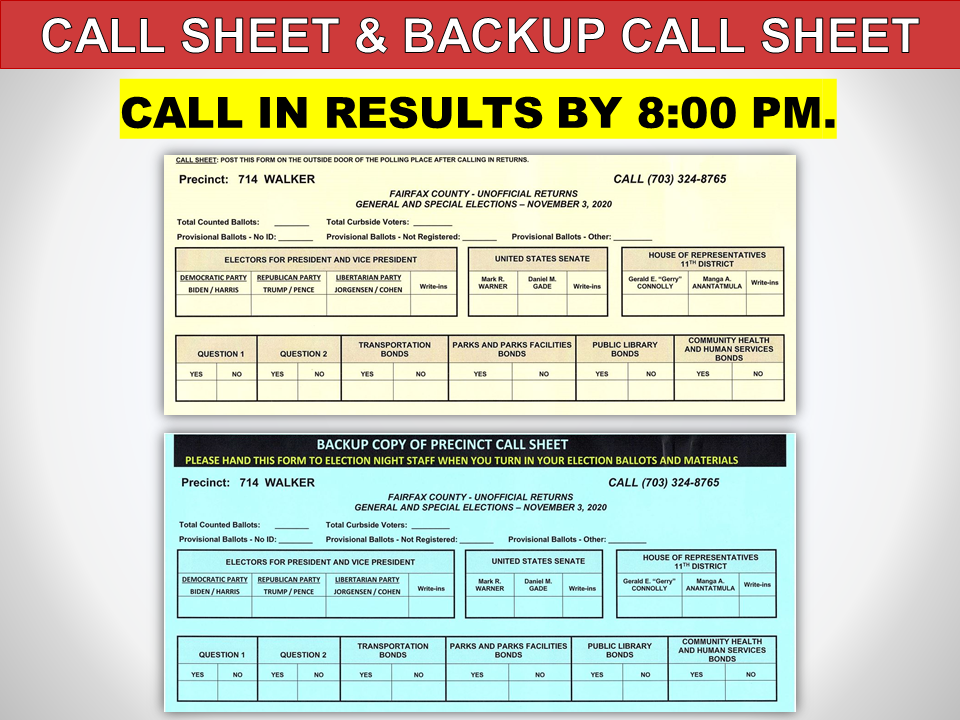 CALL SHEET & BACKUP CALL SHEET
CALL IN RESULTS BY 8:00 PM.
CALL SHEET: POST THIS FORM ON THE OUTSIDE DOOR OF THE POLLING PLACE AFTER CALLING IN RETURNS.
Precinct: 714 WALKER CALL (703) 324-8765
FAIRFAX COUNTY - UNOFFICIAL RETURNS
GENERAL AND SPECIAL ELECTIONS – NOVEMBER 3, 2020
Total Counted Ballots: ________ Total Curbside Voters: _________
Provisional Ballots - No ID: ________ Provisional Ballots - Not Registered: ________ Provisional Ballots - Other: _________
ELECTORS FOR PRESIDENT AND VICE PRESIDENT
DEMOCRATIC PARTY REPUBLICAN PARTY LIBERTARIAN PARTY
BIDEN / HARRIS TRUMP / PENCE JORGENSEN / COHEN Write-ins
UNITED STATES SENATE
Mark R. Daniel M.
WARNER GADE Write-ins
HOUSE OF REPRESENTATIVES
11TH DISTRICT
Gerald E. “Gerry” Manga A.
CONNOLLY ANANTATMULA Write-ins
QUESTION 1
YES NO
QUESTION 2
YES NO
TRANSPORTATION
BONDS
YES NO
PARKS AND PARKS FACILITIES
BONDS
YES NO
PUBLIC LIBRARY
BONDS
YES NO
COMMUNITY HEALTH
AND HUMAN SERVICES
BONDS
YES NO
BACKUP COPY OF PRECINCT CALL SHEET
PLEASE HAND THIS FORM TO ELECTION NIGHT STAFF WHEN YOU TURN IN YOUR ELECTION BALLOTS AND MATERIALS
Precinct: 714 WALKER CALL (703) 324-8765
FAIRFAX COUNTY - UNOFFICIAL RETURNS
GENERAL AND SPECIAL ELECTIONS – NOVEMBER 3, 2020
Total Counted Ballots: ________ Total Curbside Voters: _________
Provisional Ballots - No ID: ________ Provisional Ballots - Not Registered: ________ Provisional Ballots - Other: _________
ELECTORS FOR PRESIDENT AND VICE PRESIDENT
DEMOCRATIC PARTY REPUBLICAN PARTY LIBERTARIAN PARTY
BIDEN / HARRIS TRUMP / PENCE JORGENSEN / COHEN Write-ins
UNITED STATES SENATE
Mark R. Daniel M.
WARNER GADE Write-ins
HOUSE OF REPRESENTATIVES
11TH DISTRICT
Gerald E. “Gerry” Manga A.
CONNOLLY ANANTATMULA Write-ins
QUESTION 1
YES NO
QUESTION 2
YES NO
TRANSPORTATION
BONDS
YES NO
PARKS AND PARKS FACILITIES
BONDS
YES NO
PUBLIC LIBRARY
BONDS
YES NO
COMMUNITY HEALTH
AND HUMAN SERVICES
BONDS
YES NO